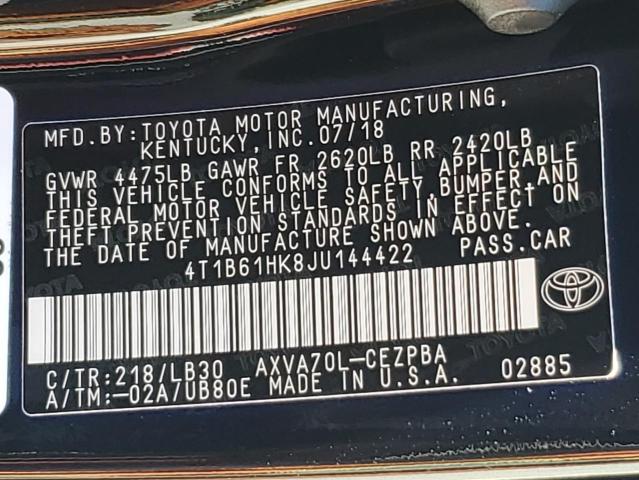 MFD.BY:TOYOTA MOTOR MANUFACTURING,
KENTUCKY,INC.07/18
GVWR 4475LB GAWR FR 2620LB RR 2420LB
THIS VEHICLE CONFORMS TO ALL APPLICABLE
FEDERAL MOTOR VEHICLE SAFETY,BUMPER,AND
THEFT PREVENTION STANDARDS IN EFFECT ON
THE DATE OF MANUFACTURE SHOWN ABOVE.
4T1B61HK8JU144422 PASS.CAR
C/TR:218/LB30 AXVA70L-CEZPBA
A/TM:-02A/UB80E MADE IN U.S.A. 02885